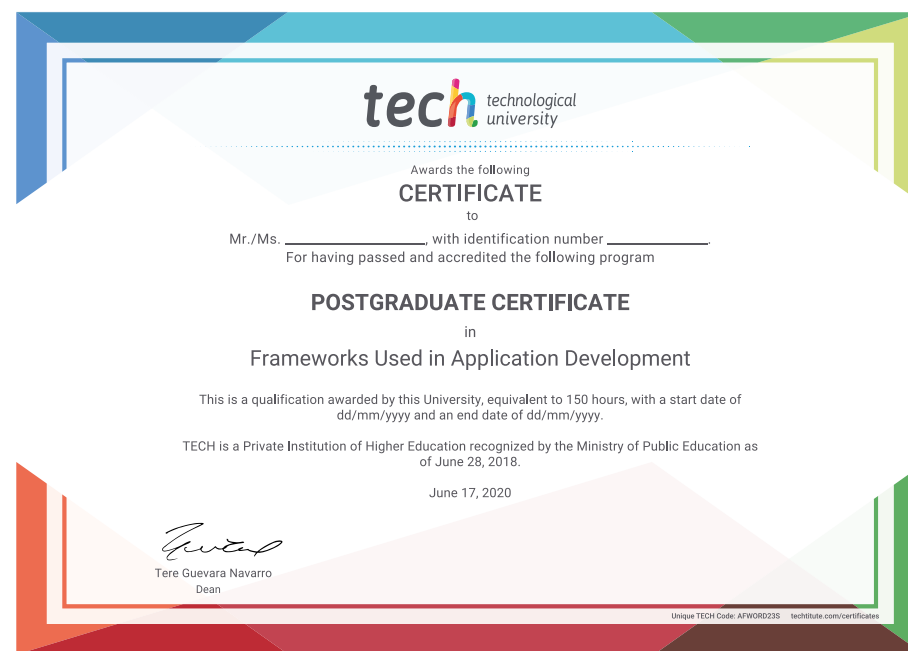 tech technological
university
Awards the following
CERTIFICATE
to
Mr./Ms. ____________________, with identification number ______________.
For having passed and accredited the following program
POSTGRADUATE CERTIFICATE
in
Frameworks Used in Application Development
This is a qualification awarded by this University, equivalent to 150 hours, with a start date of
dd/mm/yyyy and an end date of dd/mm/yyyy.
TECH is a Private Institution of Higher Education recognized by the Ministry of Public Education as
of June 28, 2018.
June 17, 2020
Tere Guevara Navarro
Dean
Unique TECH Code: AFWORD23S techtitute.com/certificates